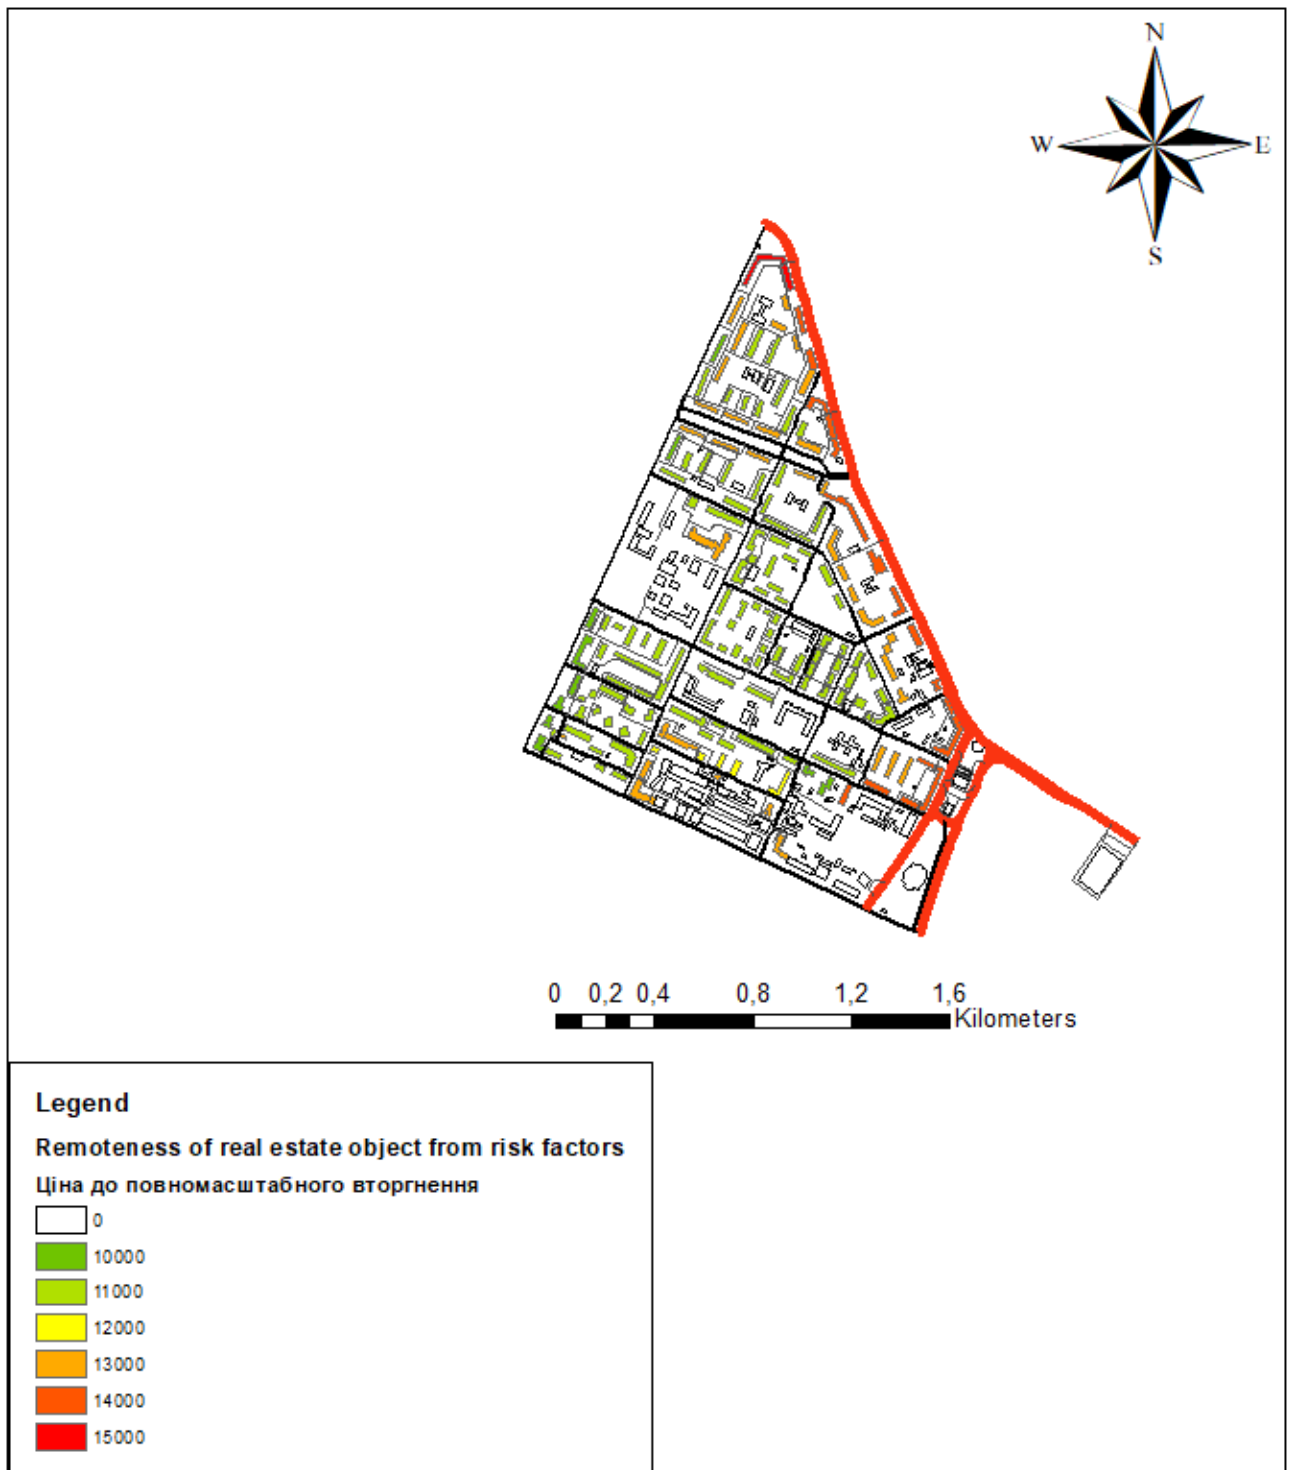 N
W E
S
0 0,2 0,4 0,8 1,2 1,6
Kilometers
Legend
Remoteness of real estate object from risk factors
Ціна до повномасштабного вторгнення
0
10000
11000
12000
13000
14000
15000